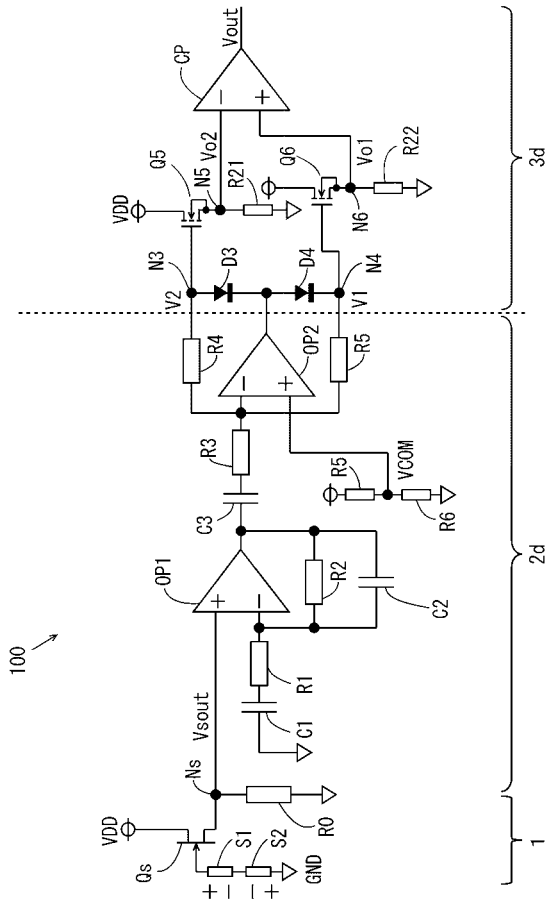 100
VDD
Qs
S1
S2
+
−
−
+
GND
Ns
Vsout
R0
OP1
+
−
C1
R1
R2
C2
C3
R3
R4
R5
−
+
OP2
R5
VCOM
R6
N3
V2
D3
D4
V1
N4
VDD
Q5
N5
Vo2
R21
Q6
N6
Vo1
R22
CP
−
+
Vout
1
2d
3d